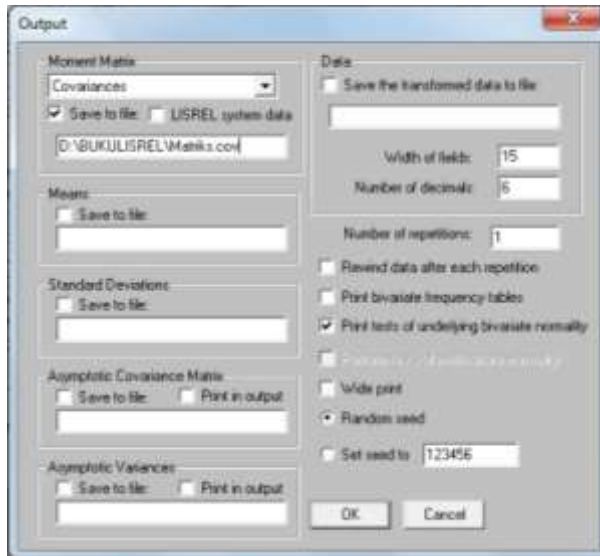 Output
Moment Matrix
Covariances
Save to file: LISREL system data
D:\BUKULISREL\Matriks.cov
Means
Save to file:
Standard Deviations
Save to file:
Asymptotic Covariance Matrix
Save to file: Print in output
Asymptotic Variances
Save to file: Print in output
Data
Save the transformed data to file:
Width of fields: 15
Number of decimals: 6
Number of repetitions: 1
Rewind data after each repetition
Print bivariate frequency tables
Print tests of underlying bivariate normality
Wide print
Random seed
Set seed to 123456
OK Cancel